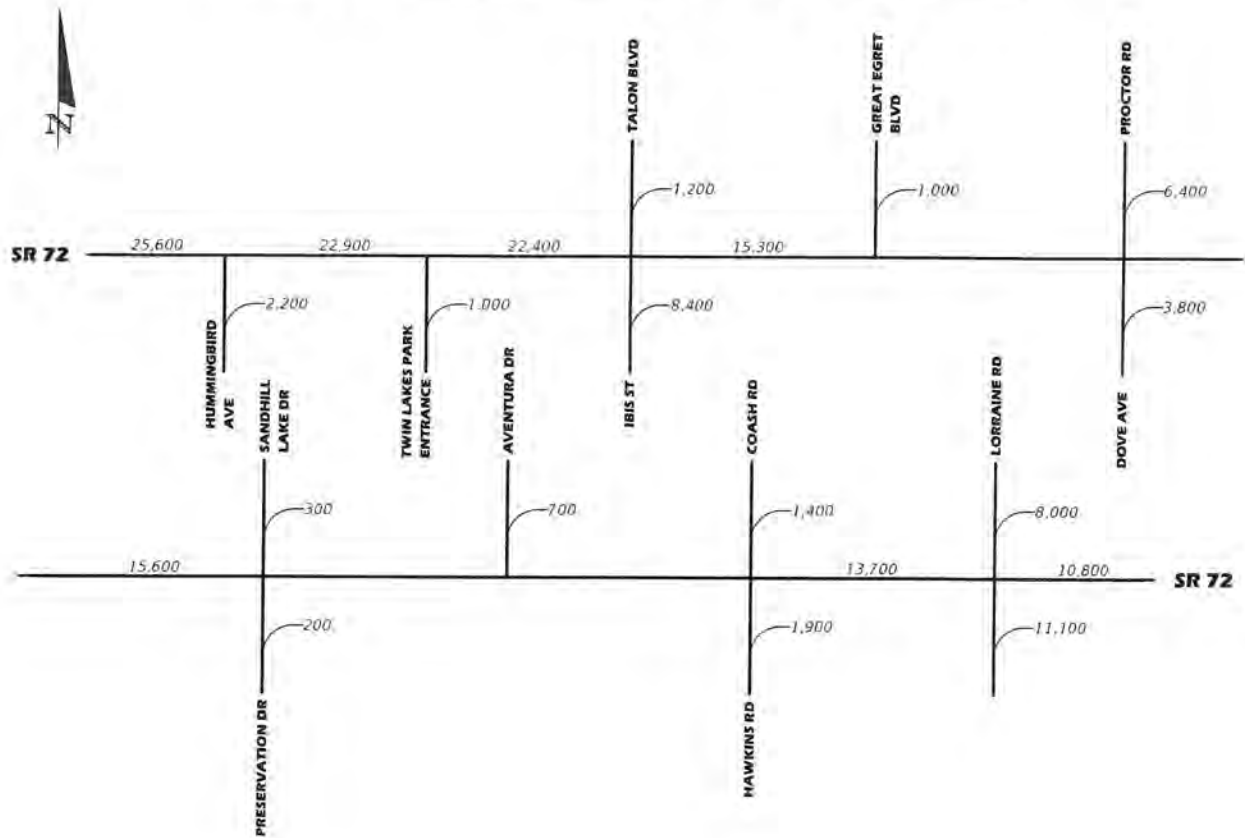 N
TALON BLVD
GREAT EGRET
BLVD
PROCTOR RD
1,200
1,000
6,400
SR 72
25,600
22,900
22,400
15,300
2,200
1,000
8,400
3,800
HUMMINGBIRD
AVE
TWIN LAKES PARK
ENTRANCE
IBIS ST
DOVE AVE
SANDHILL
LAKE DR
AVENTURA DR
COASH RD
LORRAINE RD
300
700
1,400
8,000
15,600
13,700
10,800
SR 72
200
1,900
11,100
PRESERVATION DR
HAWKINS RD